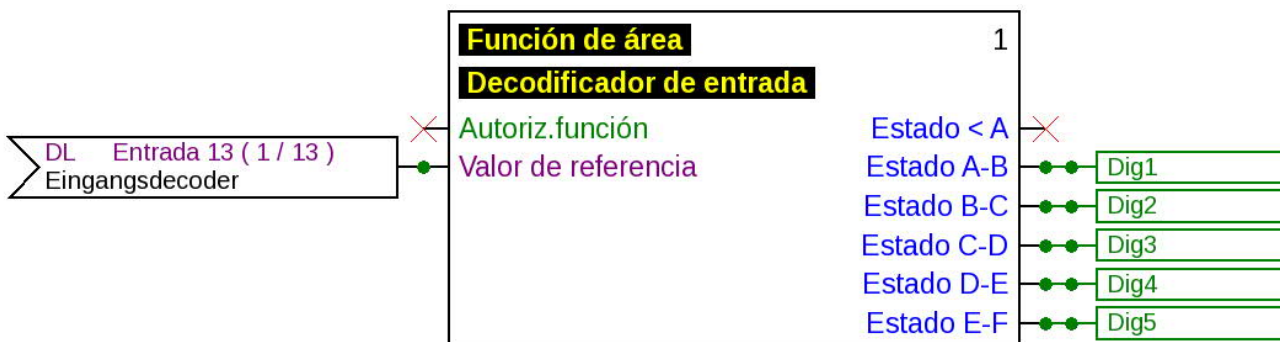 Función de área 1
Decodificador de entrada
Autoriz.función Estado < A
DL Entrada 13 ( 1 / 13 )
Eingangsdecoder
Valor de referencia Estado A-B Dig1
Estado B-C Dig2
Estado C-D Dig3
Estado D-E Dig4
Estado E-F Dig5